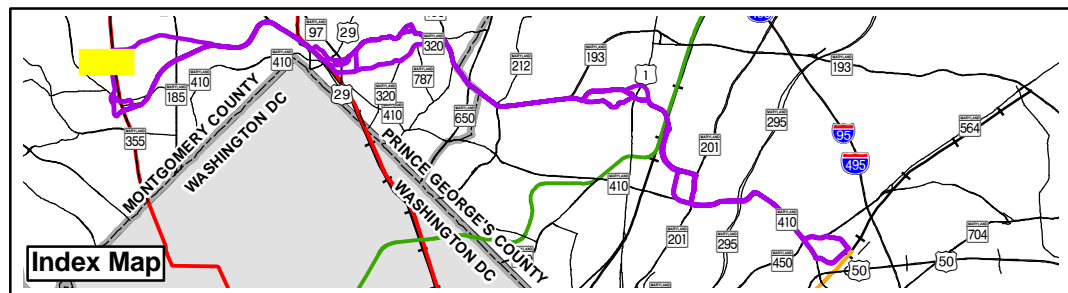 97
29
MARYLAND 320
MARYLAND 212
MARYLAND 193
1
MARYLAND 193
MARYLAND 410
MARYLAND 185
MARYLAND 410
MARYLAND 787
MARYLAND 320
MARYLAND 410
29
MARYLAND 650
MARYLAND 355
MARYLAND 295
MARYLAND 201
95
495
MARYLAND 564
MARYLAND 410
MARYLAND 410
MARYLAND 201
MARYLAND 295
MARYLAND 450
MARYLAND 704
50
50
MONTGOMERY COUNTY
WASHINGTON DC
PRINCE GEORGE'S COUNTY
WASHINGTON DC
Index Map